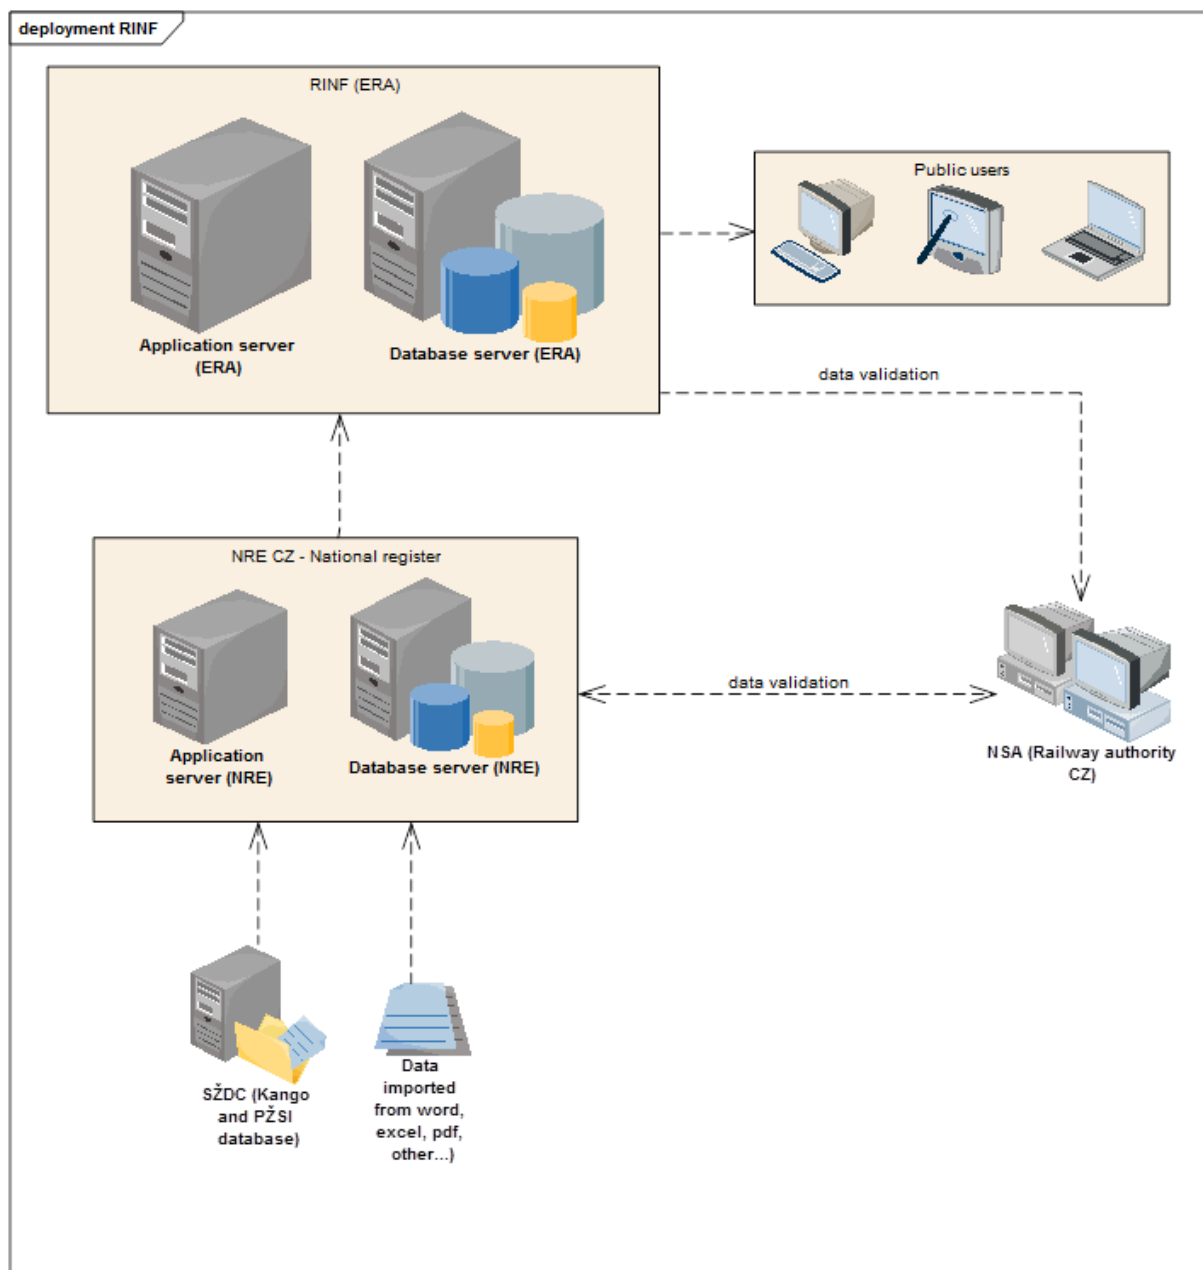 deployment RINF
RINF (ERA)
Application server
(ERA)
Database server (ERA)
Public users
data validation
NRE CZ - National register
Application
server (NRE)
Database server (NRE)
data validation
NSA (Railway authority
CZ)
SŽDC (Kango
and PŽSI
database)
Data
imported
from word,
excel, pdf,
other...)